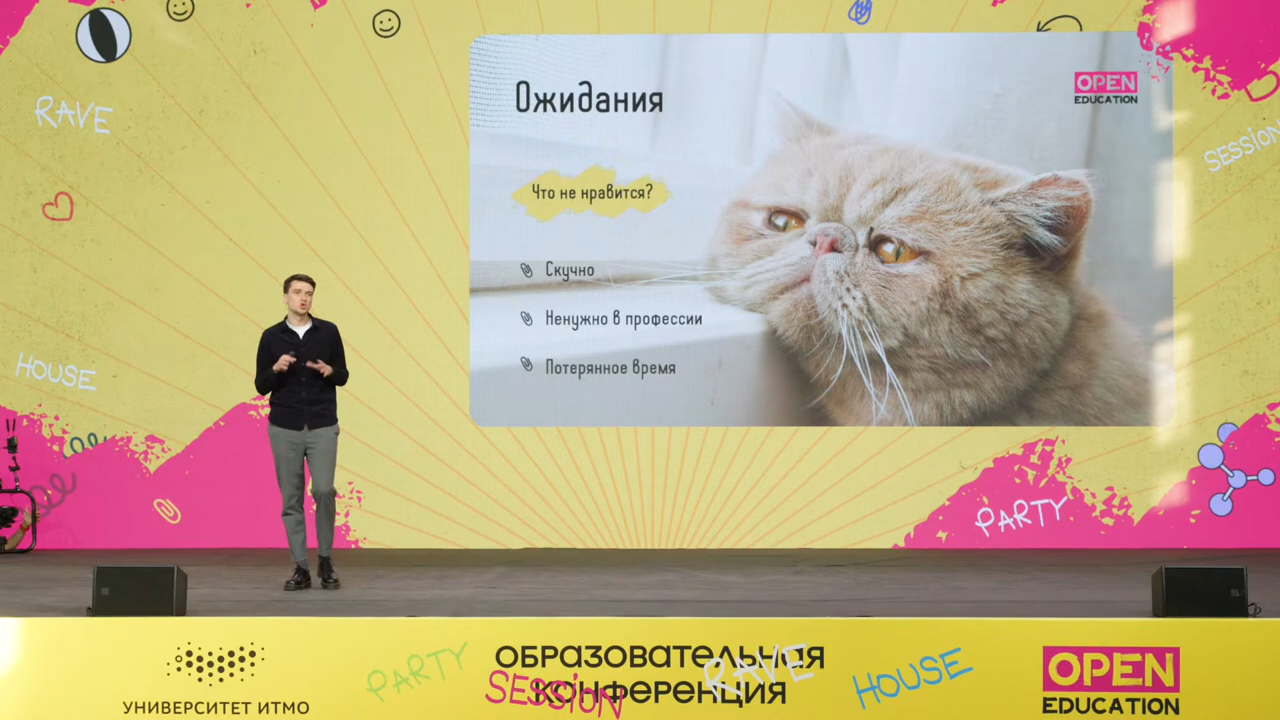 RAVE
Ожидания
OPEN
EDUCATION
SESSION
Что не нравится?
Скучно
Ненужно в профессии
Потерянное время
HOUSE
PARTY
УНИВЕРСИТЕТ ИТМО
PARTY
ОБРАЗОВАТЕЛЬНАЯ
КОНФЕРЕНЦИЯ
SESSION
RAVE
HOUSE
OPEN
EDUCATION